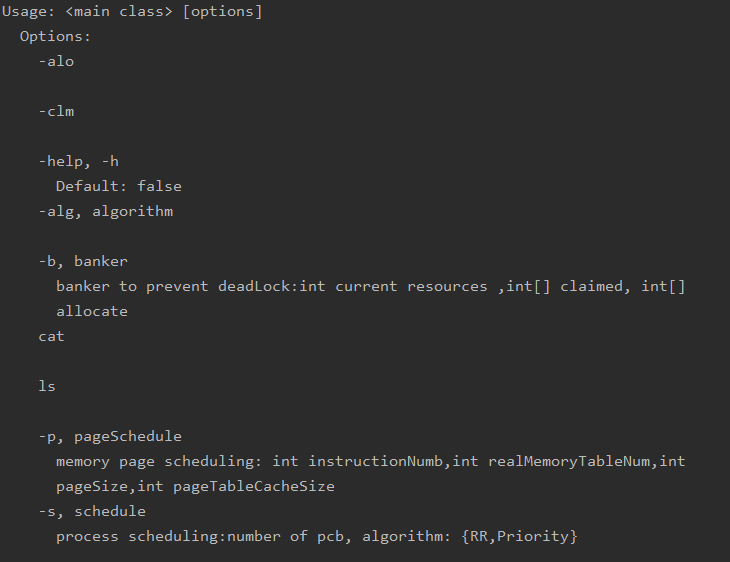 Usage: <main class> [options]
Options:
-alo
-clm
-help, -h
Default: false
-alg, algorithm
-b, banker
banker to prevent deadLock:int current resources ,int[] claimed, int[]
allocate
cat
ls
-p, pageSchedule
memory page scheduling: int instructionNumb,int realMemoryTableNum,int
pageSize,int pageTableCacheSize
-s, schedule
process scheduling:number of pcb, algorithm: {RR,Priority}